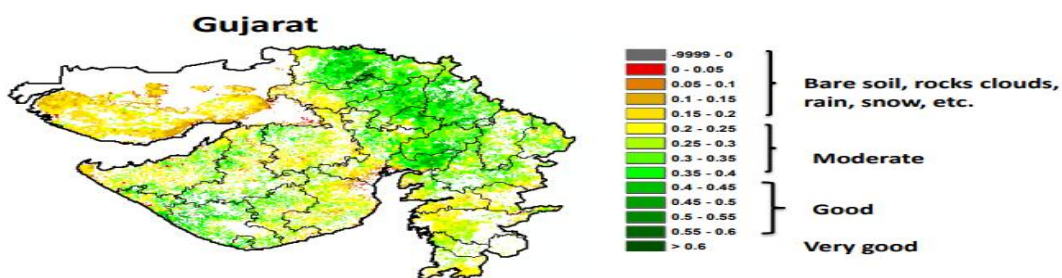 Gujarat
-9999 - 0
0 - 0.05
0.05 - 0.1
0.1 - 0.15
0.15 - 0.2
0.2 - 0.25
0.25 - 0.3
0.3 - 0.35
0.35 - 0.4
0.4 - 0.45
0.45 - 0.5
0.5 - 0.55
0.55 - 0.6
> 0.6
Bare soil, rocks clouds,
rain, snow, etc.
Moderate
Good
Very good